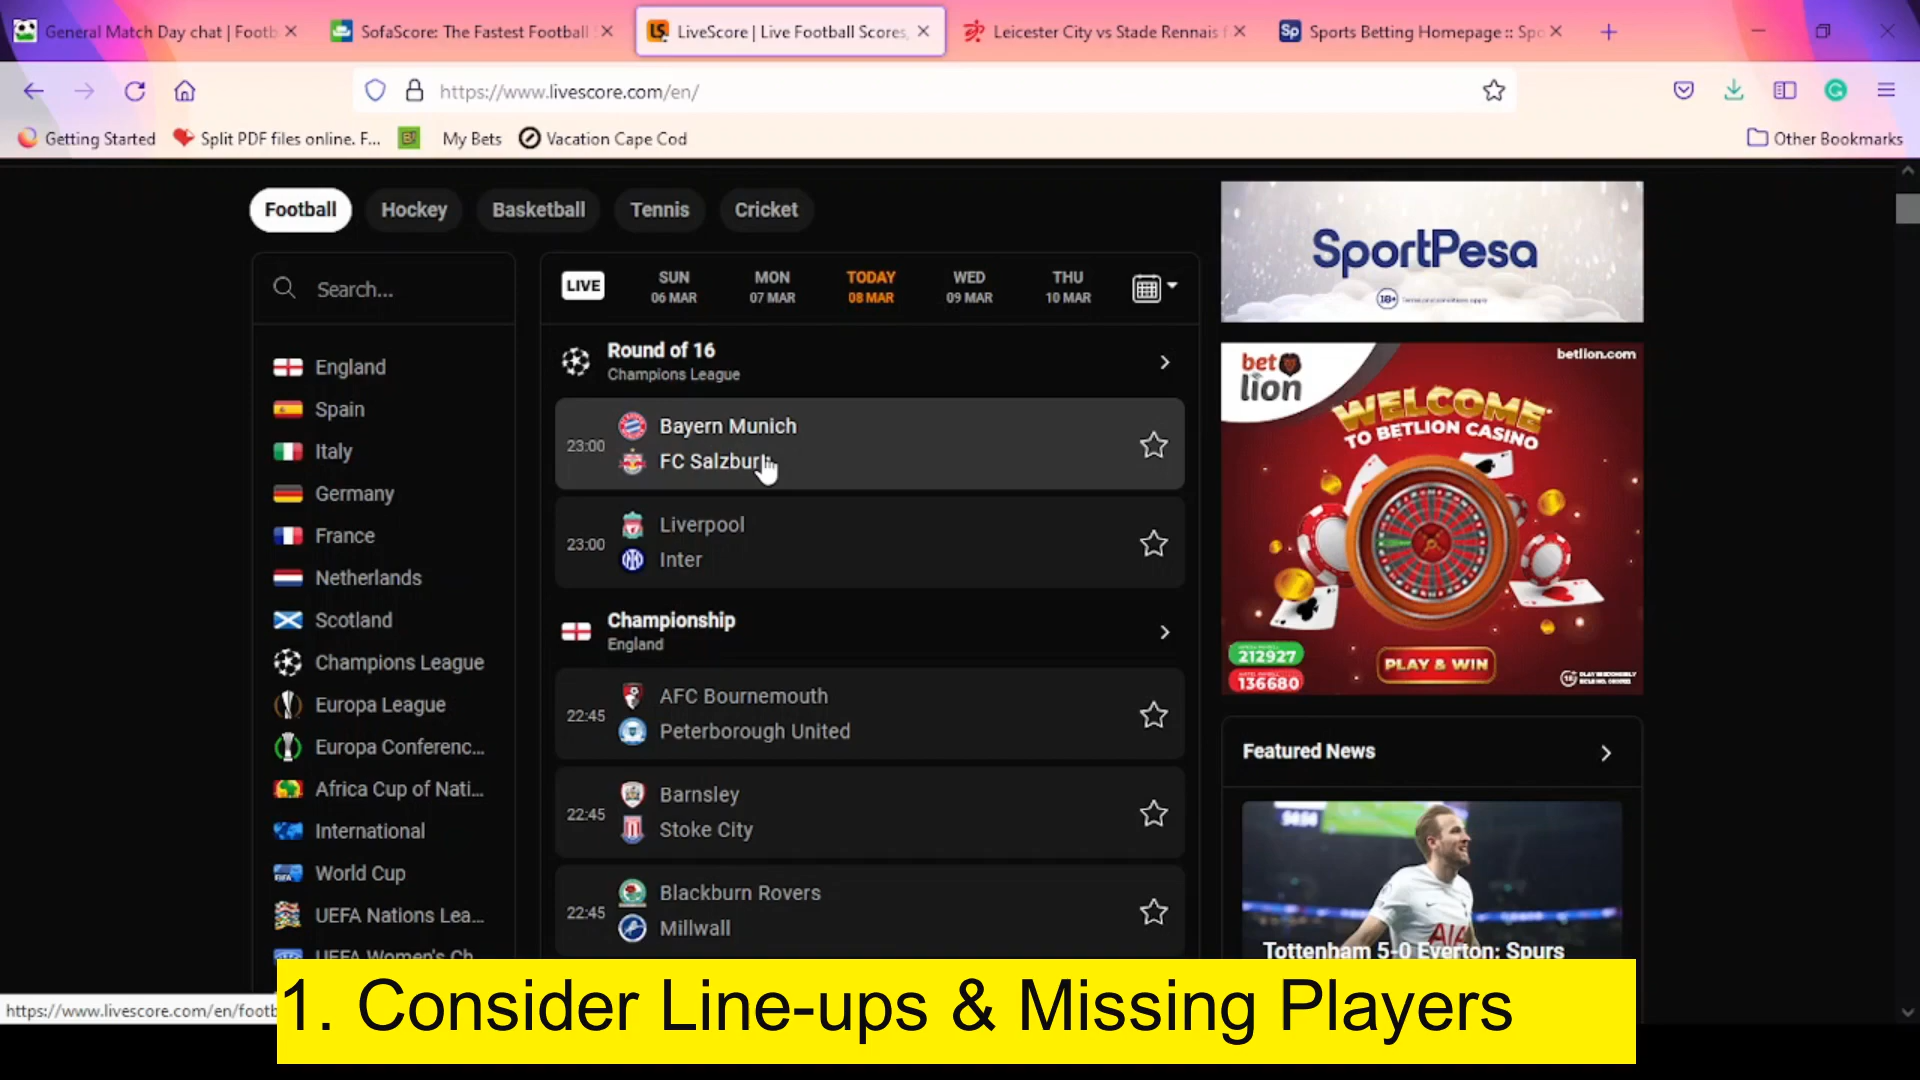 General Match Day chat | Footb
SofaScore: The Fastest Football
LiveScore | Live Football Scores,
Leicester City vs Stade Rennais f
Sports Betting Homepage :: Spo
https://www.livescore.com/en/
Getting Started
Split PDF files online. F...
My Bets
Vacation Cape Cod
Other Bookmarks
Football
Hockey
Basketball
Tennis
Cricket
Search...
England
Spain
Italy
Germany
France
Netherlands
Scotland
Champions League
Europa League
Europa Conferenc...
Africa Cup of Nati...
International
World Cup
UEFA Nations Lea...
UEFA Women's Ch
LIVE
SUN
06 MAR
MON
07 MAR
TODAY
08 MAR
WED
09 MAR
THU
10 MAR
Round of 16
Champions League
23:00
Bayern Munich
FC Salzburg
23:00
Liverpool
Inter
Championship
England
22:45
AFC Bournemouth
Peterborough United
22:45
Barnsley
Stoke City
22:45
Blackburn Rovers
Millwall
SportPesa
18+
bet lion
betlion.com
WELCOME
TO BETLION CASINO
212927
136680
PLAY & WIN
Featured News
AIA
Tottenham 5-0 Everton: Spurs
https://www.livescore.com/en/footb
1. Consider Line-ups & Missing Players